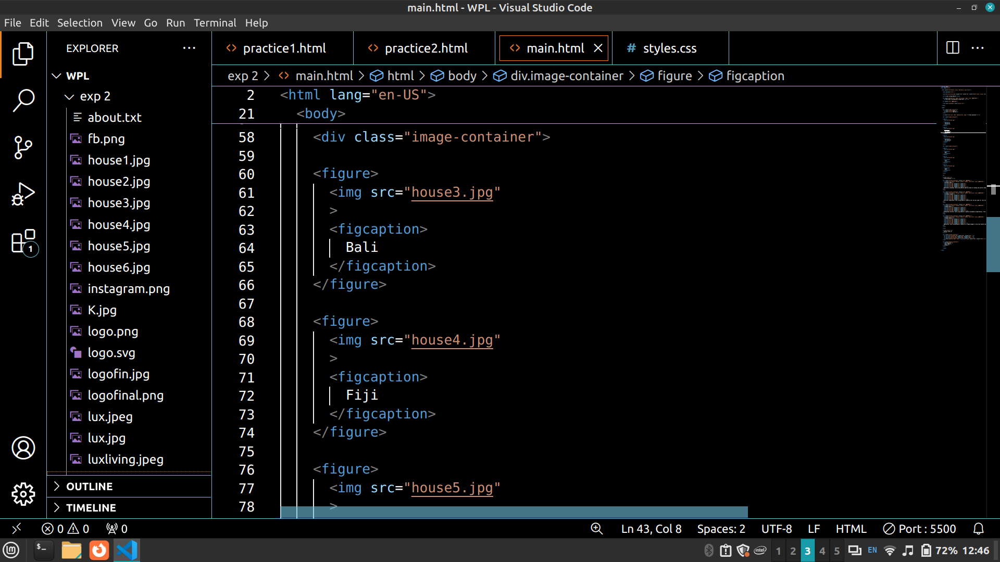 main.html - WPL - Visual Studio Code
File Edit Selection View Go Run Terminal Help
EXPLORER
WPL
exp 2
about.txt
fb.png
house1.jpg
house2.jpg
house3.jpg
house4.jpg
house5.jpg
house6.jpg
instagram.png
K.jpg
logo.png
logo.svg
logofin.jpg
logofinal.png
lux.jpeg
lux.jpg
luxliving.jpeg
OUTLINE
TIMELINE
1
practice1.html practice2.html main.html # styles.css
exp 2 > main.html > html > body > div.image-container > figure > figcaption
2 <html lang="en-US">
21 <body>
58 <div class="image-container">
59
60 <figure>
61 <img src="house3.jpg"
62 >
63 <figcaption>
64 Bali
65 </figcaption>
66 </figure>
67
68 <figure>
69 <img src="house4.jpg"
70 >
71 <figcaption>
72 Fiji
73 </figcaption>
74 </figure>
75
76 <figure>
77 <img src="house5.jpg"
78 >
0 0 0 Ln 43, Col 8 Spaces: 2 UTF-8 LF HTML Port : 5500
intel 1 2 3 4 5 EN 72% 12:46